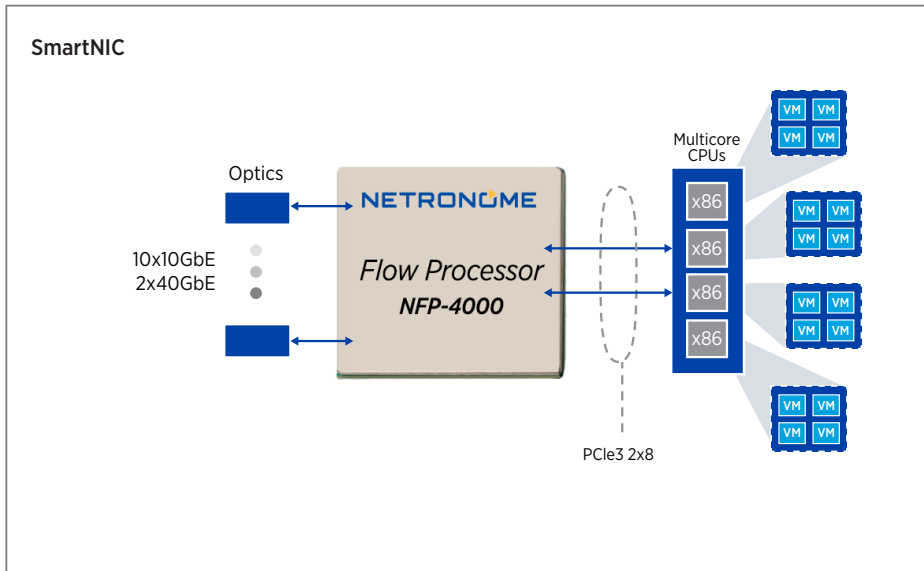 SmartNIC
Optics
10x10GbE
2x40GbE
NETRONOME
Flow Processor
NFP-4000
PCIe3 2x8
Multicore
CPUs
x86
x86
x86
x86
VM VM
VM VM
VM VM
VM VM
VM VM
VM VM
VM VM
VM VM